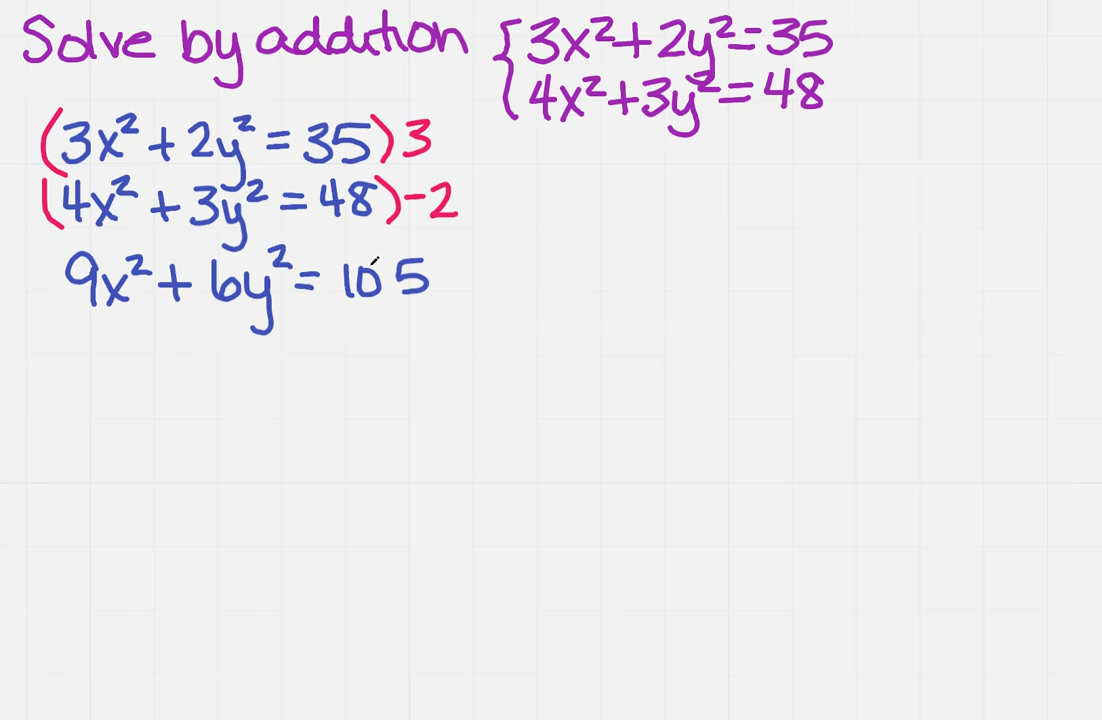 Solve by addition { 3x²+2y²=35
4x²+3y²=48
(3x²+2y²=35)3
(4x²+3y²=48)-2
9x²+6y²=105